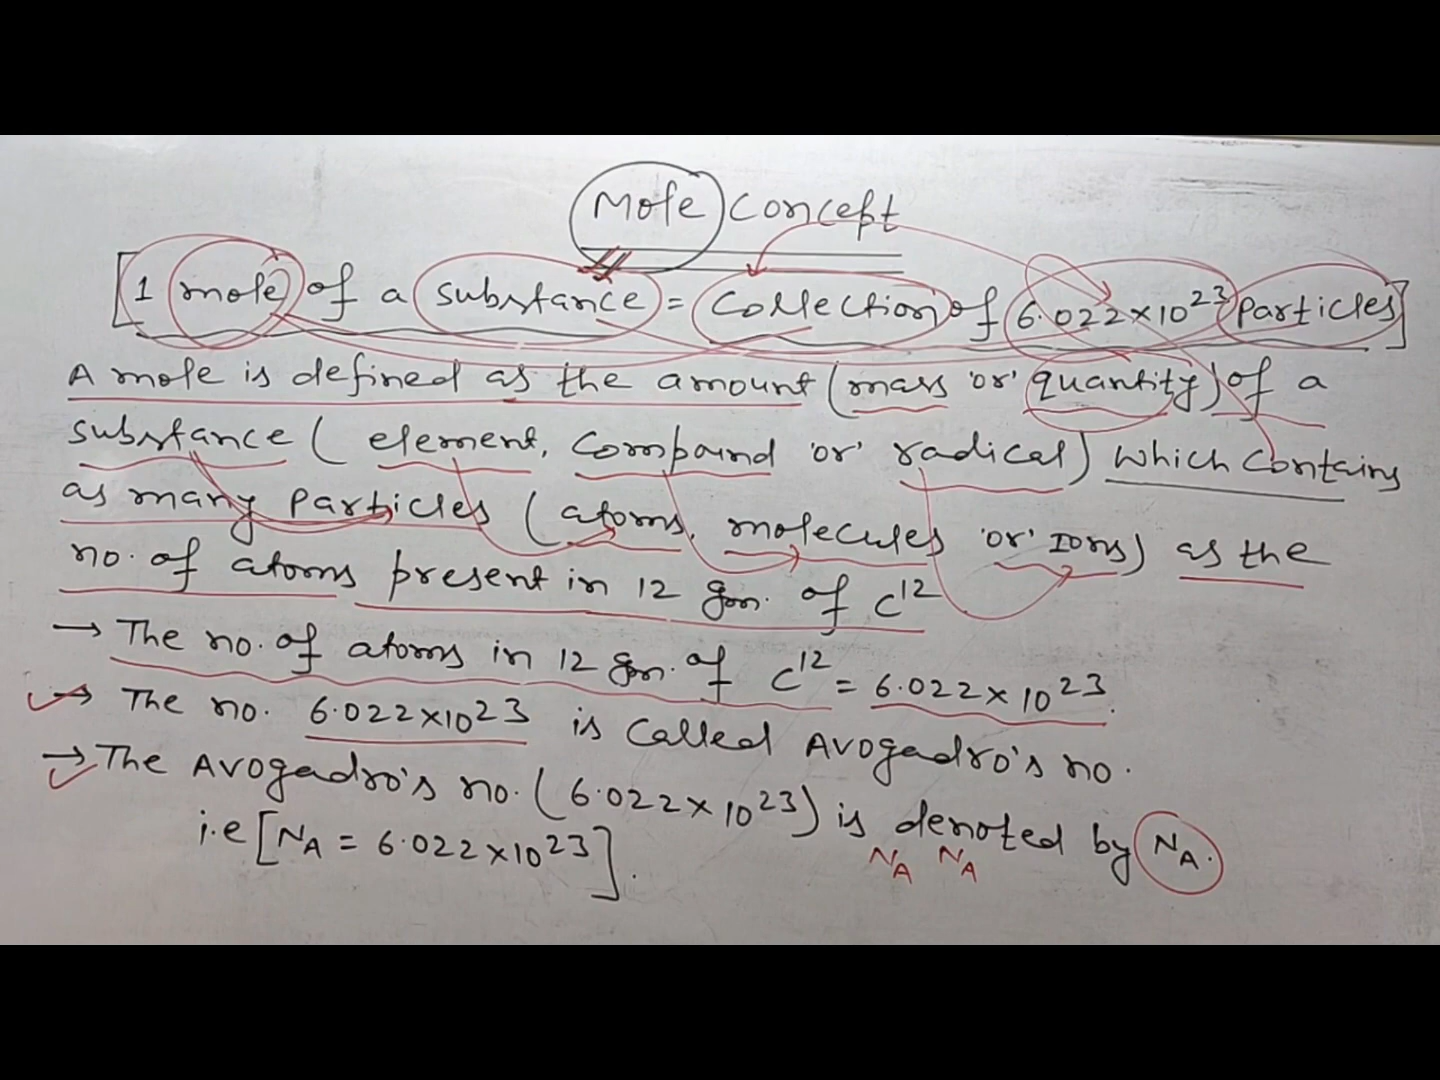 Mole Concept
[1 mole of a substance = Collection of 6.022×10²³ Particles]
A mole is defined as the amount (mass 'or' quantity) of a
substance ( element, Compound 'or' radical) which Contains
as many Particles ( atoms, molecules 'or' Ions) as the
no. of atoms present in 12 gm. of C¹²
→ The no. of atoms in 12 gm. of C¹² = 6.022×10²³.
→ The no. 6.022×10²³ is called Avogadro's no.
→ The Avogadro's no. (6.022×10²³) is denoted by N_A.
i.e [N_A = 6.022×10²³].
N_A N_A